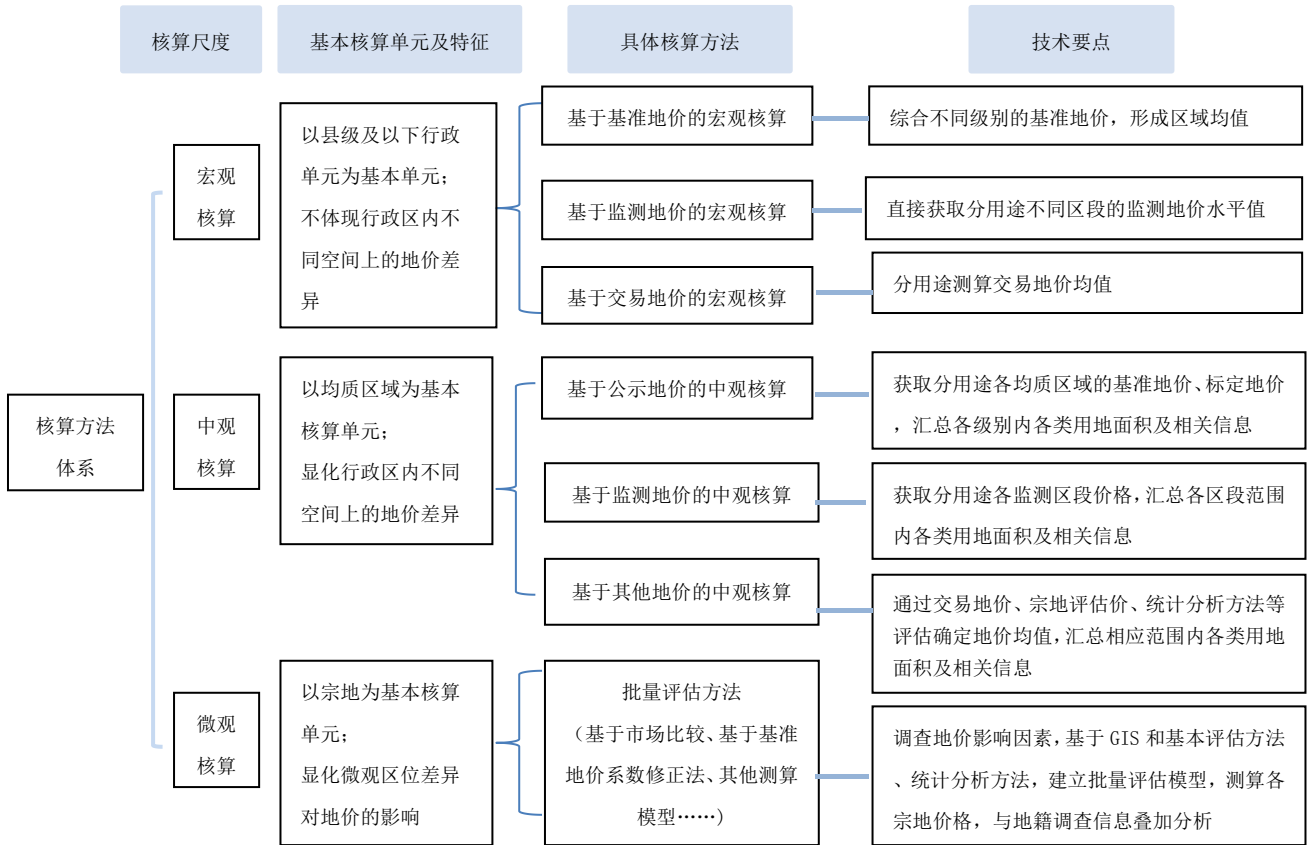 核算尺度
基本核算单元及特征
具体核算方法
技术要点
核算方法
体系
宏观
核算
以县级及以下行政
单元为基本单元；
不体现行政区内不
同空间上的地价差
异
基于基准地价的宏观核算
综合不同级别的基准地价，形成区域均值
基于监测地价的宏观核算
直接获取分用途不同区段的监测地价水平值
基于交易地价的宏观核算
分用途测算交易地价均值
中观
核算
以均质区域为基本
核算单元；
显化行政区内不同
空间上的地价差异
基于公示地价的中观核算
获取分用途各均质区域的基准地价、标定地价
，汇总各级别内各类用地面积及相关信息
基于监测地价的中观核算
获取分用途各监测区段价格，汇总各区段范围
内各类用地面积及相关信息
基于其他地价的中观核算
通过交易地价、宗地评估价、统计分析方法等
评估确定地价均值，汇总相应范围内各类用地
面积及相关信息
微观
核算
以宗地为基本核算
单元；
显化微观区位差异
对地价的影响
批量评估方法
（基于市场比较、基于基准
地价系数修正法、其他测算
模型……）
调查地价影响因素，基于 GIS 和基本评估方法
、统计分析方法，建立批量评估模型，测算各
宗地价格，与地籍调查信息叠加分析